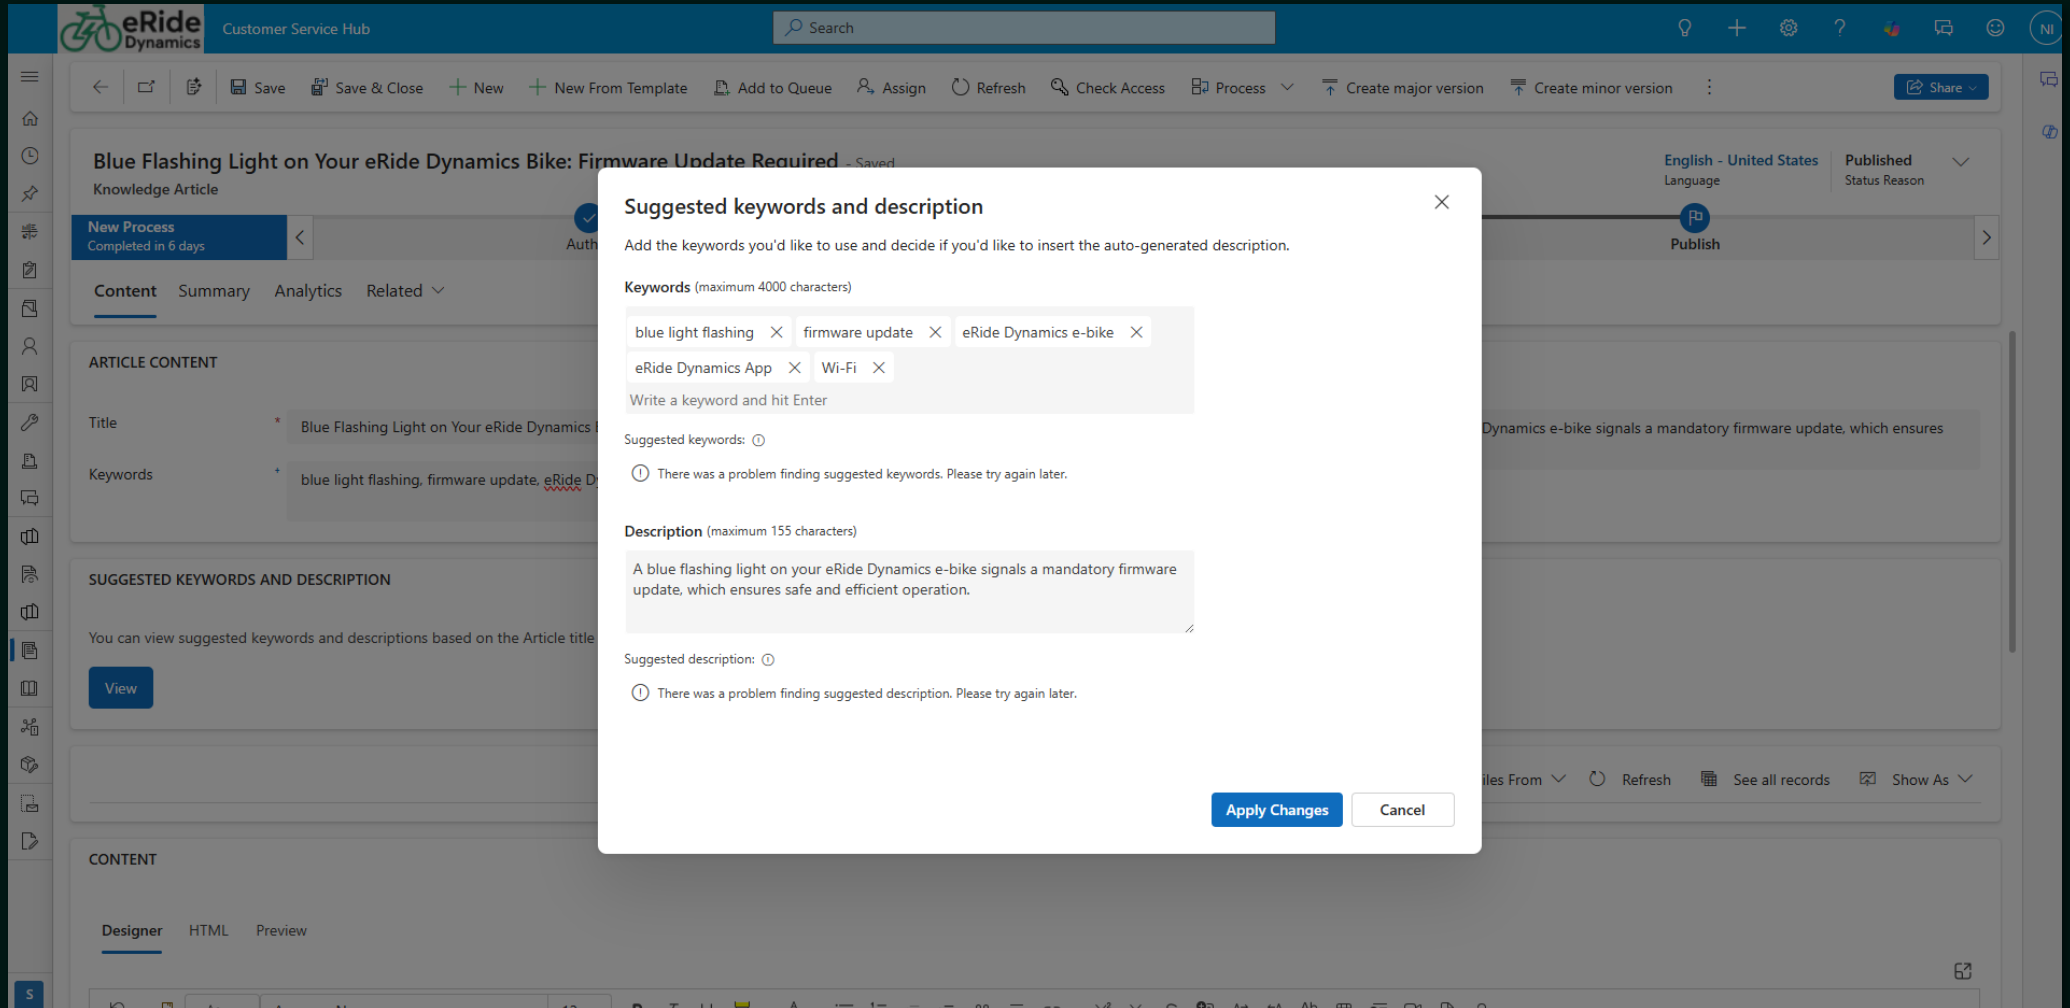 eRide
Dynamics
Customer Service Hub
Search
NI
Save
Save & Close
New
New From Template
Add to Queue
Assign
Refresh
Check Access
Process
Create major version
Create minor version
Share
Blue Flashing Light on Your eRide Dynamics Bike: Firmware Update Required - Saved
Knowledge Article
English - United States
Language
Published
Status Reason
New Process
Completed in 6 days
Auth
Publish
Content
Summary
Analytics
Related
ARTICLE CONTENT
Title
*
Blue Flashing Light on Your eRide Dynamics
Dynamics e-bike signals a mandatory firmware update, which ensures
Keywords
+
blue light flashing, firmware update, eRide
SUGGESTED KEYWORDS AND DESCRIPTION
You can view suggested keywords and descriptions based on the Article title
View
iles From
Refresh
See all records
Show As
CONTENT
Designer
HTML
Preview
S
Suggested keywords and description
Add the keywords you'd like to use and decide if you'd like to insert the auto-generated description.
Keywords (maximum 4000 characters)
blue light flashing
firmware update
eRide Dynamics e-bike
eRide Dynamics App
Wi-Fi
Write a keyword and hit Enter
Suggested keywords:
There was a problem finding suggested keywords. Please try again later.
Description (maximum 155 characters)
A blue flashing light on your eRide Dynamics e-bike signals a mandatory firmware
update, which ensures safe and efficient operation.
Suggested description:
There was a problem finding suggested description. Please try again later.
Apply Changes
Cancel